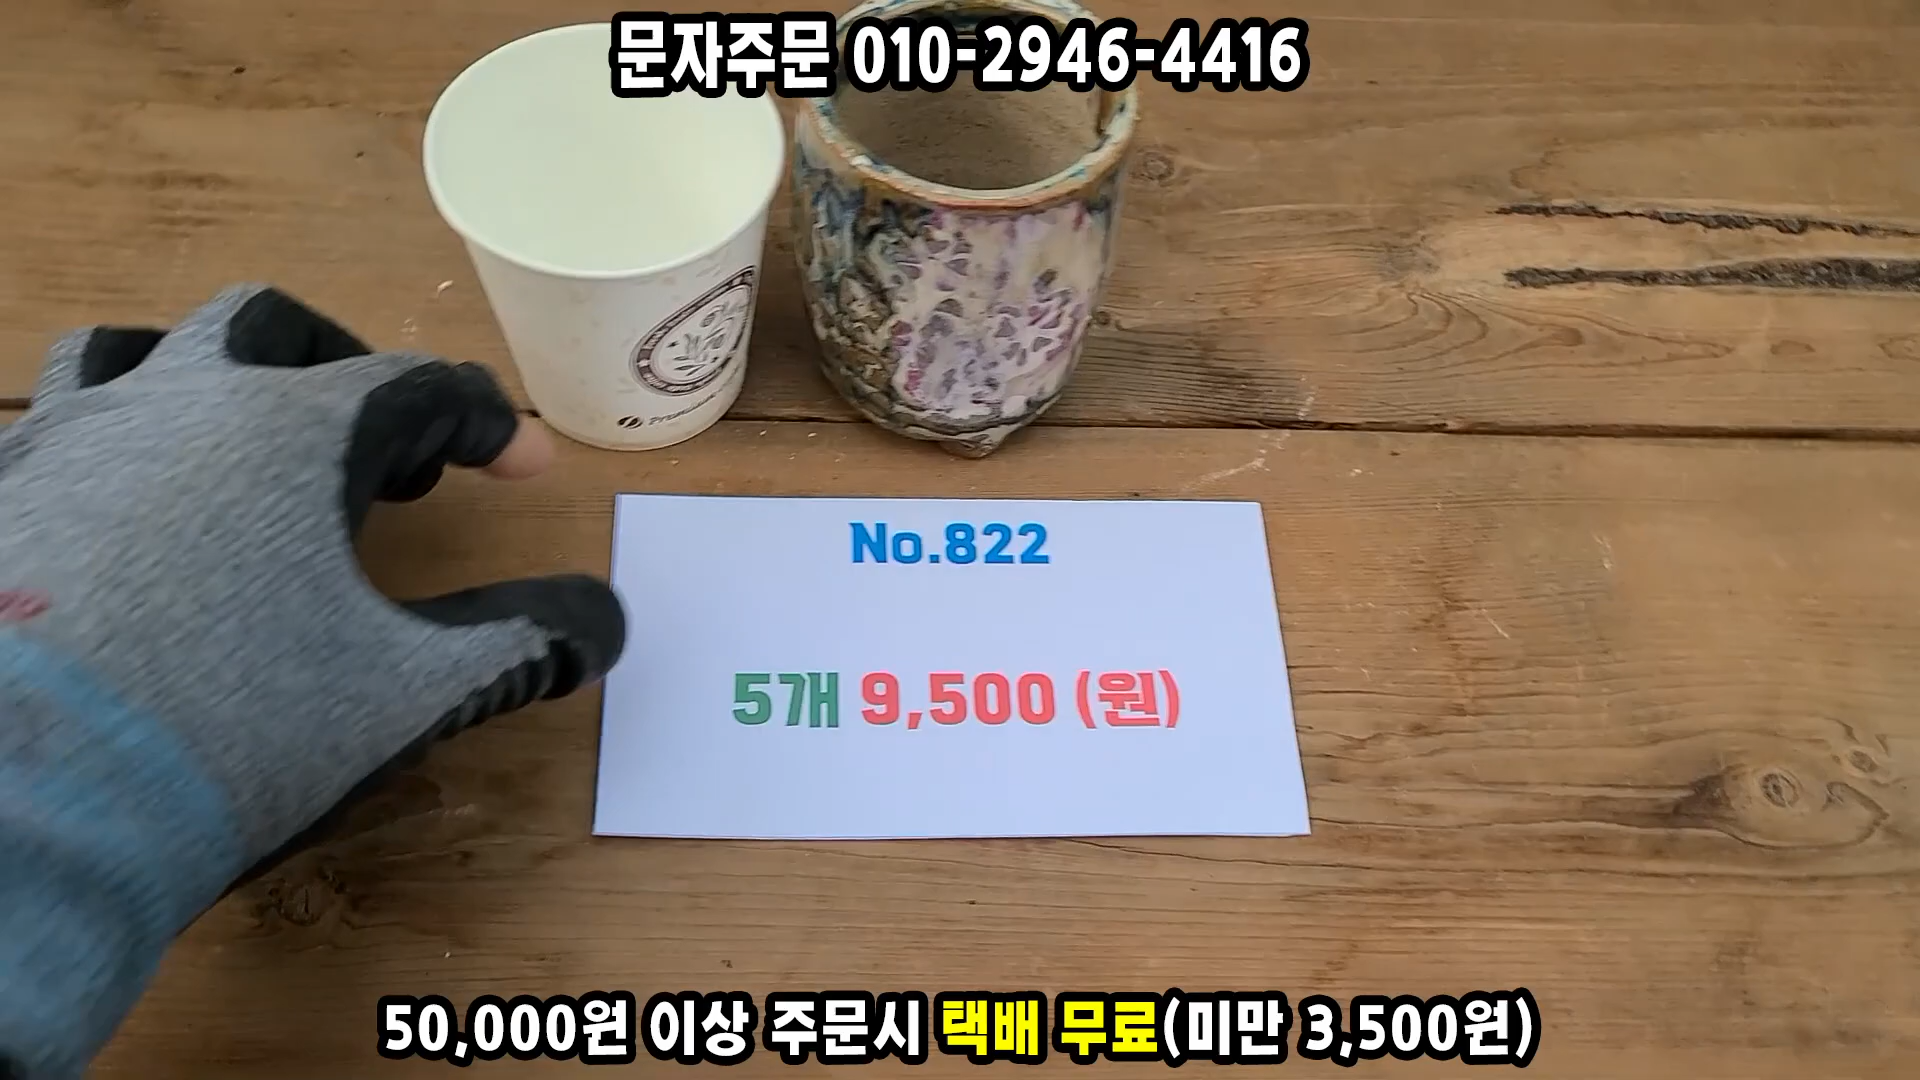 문자주문 010-2946-4416
No.822
5개 9,500 (원)
50,000원 이상 주문시 택배 무료(미만 3,500원)